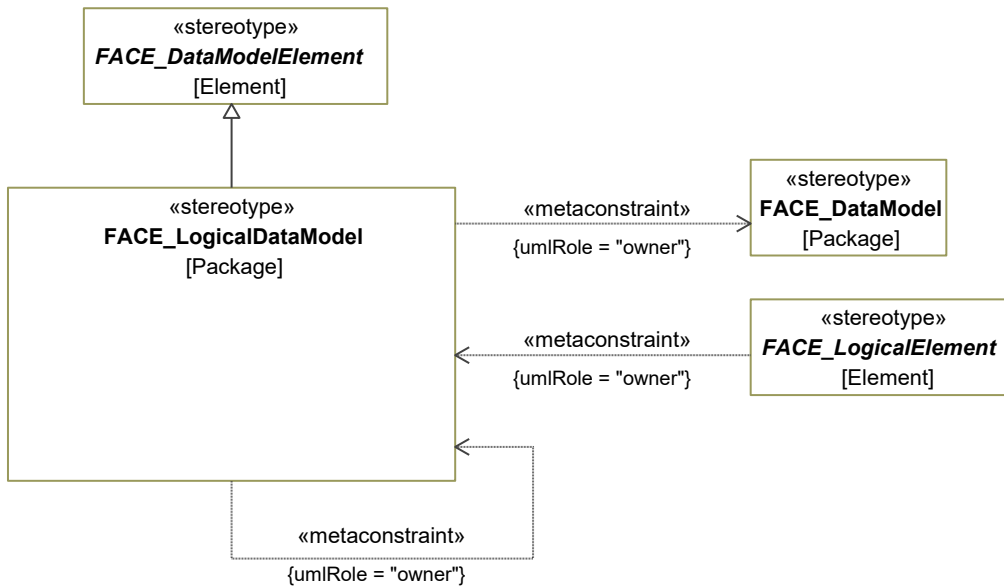 «stereotype»
FACE_DataModelElement
[Element]
«stereotype»
FACE_LogicalDataModel
[Package]
«metaconstraint»
{umlRole = "owner"}
«stereotype»
FACE_DataModel
[Package]
«metaconstraint»
{umlRole = "owner"}
«stereotype»
FACE_LogicalElement
[Element]
«metaconstraint»
{umlRole = "owner"}